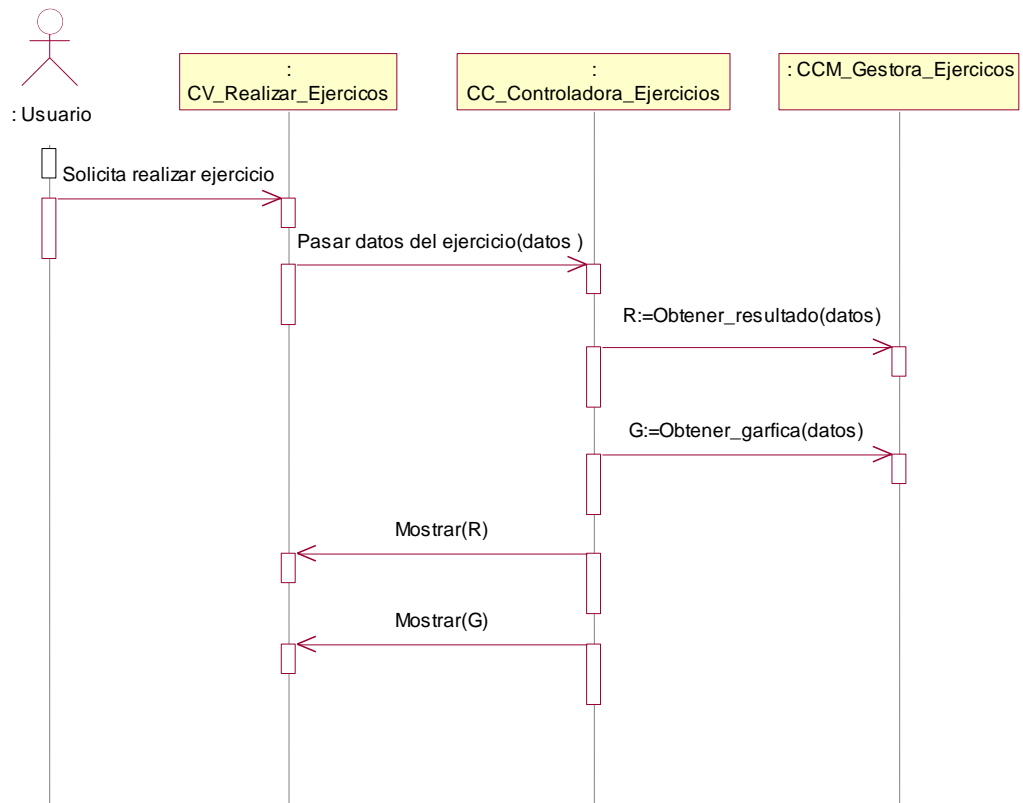 : Usuario
:
CV_Realizar_Ejercicos
:
CC_Controladora_Ejercicios
: CCM_Gestora_Ejercicos
Solicita realizar ejercicio
Pasar datos del ejercicio(datos )
R:=Obtener_resultado(datos)
G:=Obtener_garfica(datos)
Mostrar(R)
Mostrar(G)